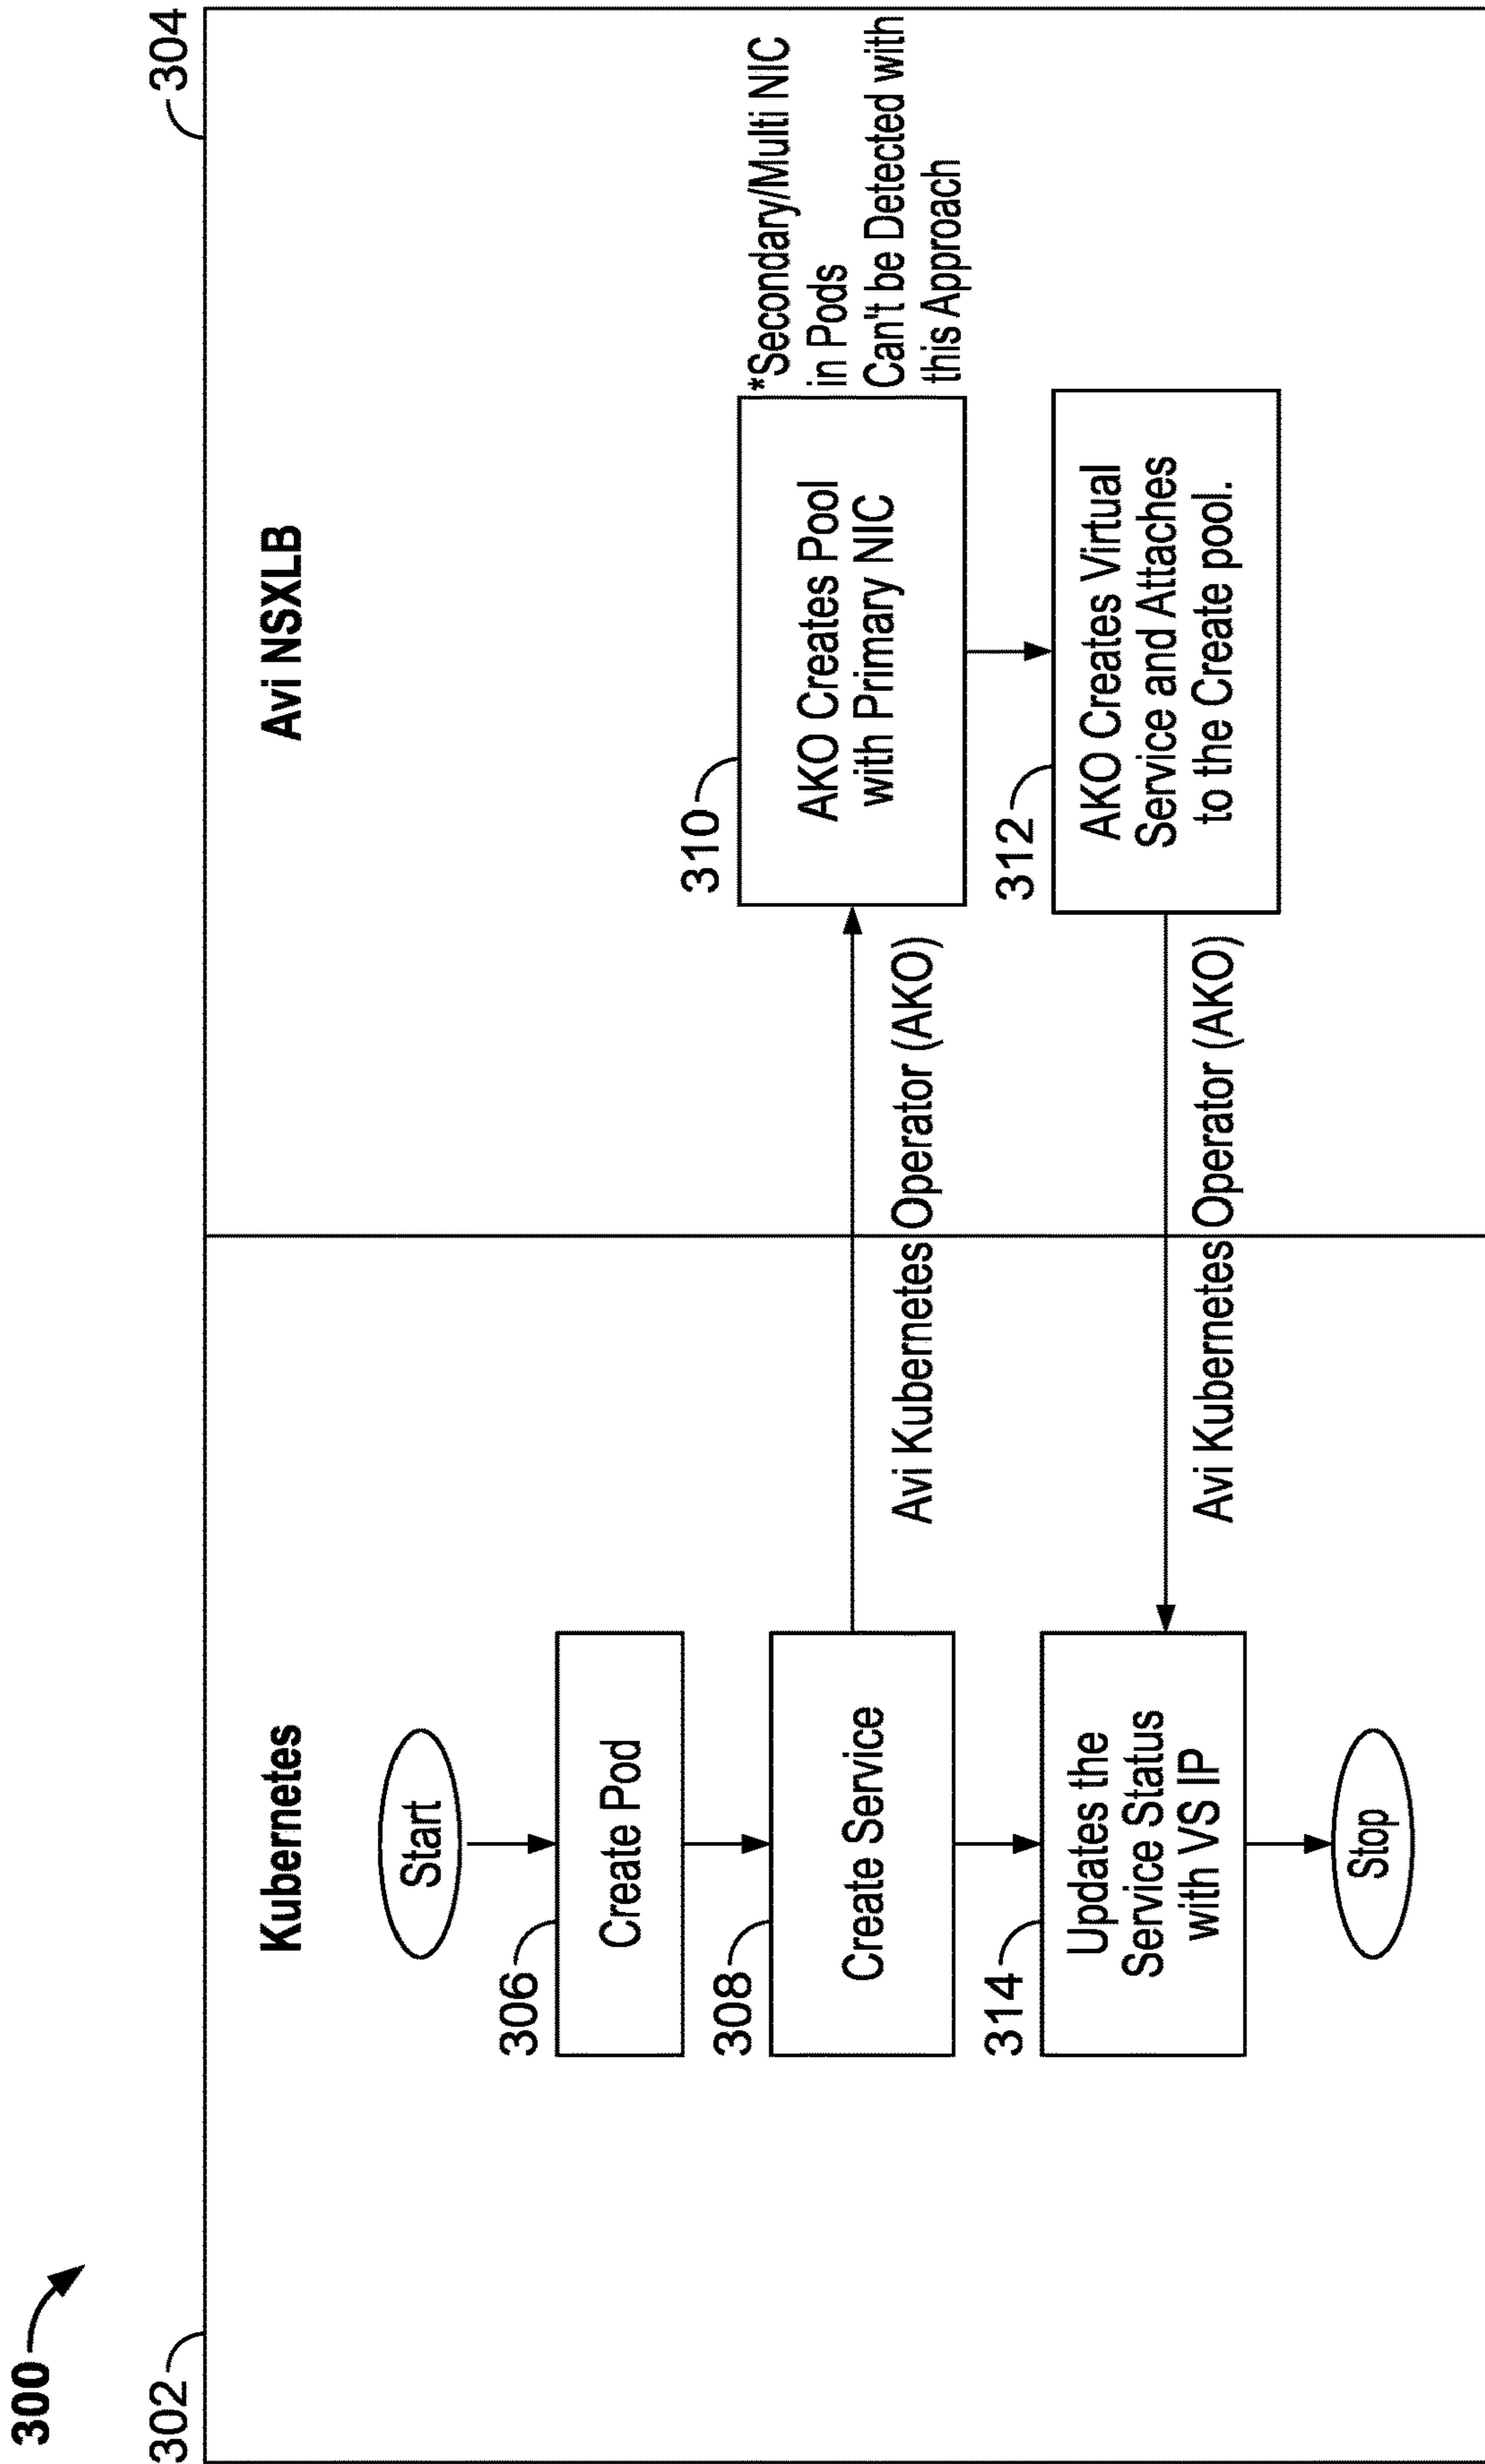 300
302
304
Kubernetes
Avi NSXLB
Start
306
Create Pod
308
Create Service
Avi Kubernetes Operator (AKO)
310
AKO Creates Pool
with Primary NIC
*Secondary/Multi NIC
in Pods
Can't be Detected with
this Approach
312
AKO Creates Virtual
Service and Attaches
to the Create pool.
Avi Kubernetes Operator (AKO)
314
Updates the
Service Status
with VS IP
Stop